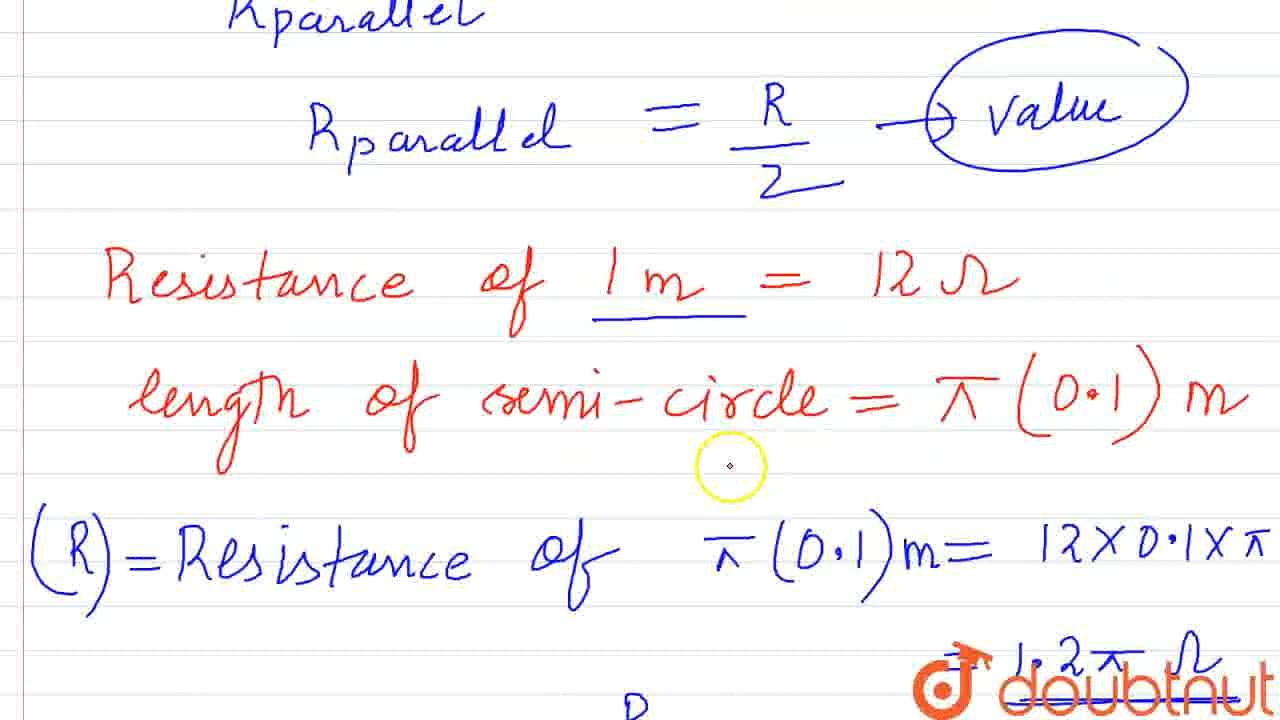 Rparallel
Rparallel = R/2 → value
Resistance of 1 m = 12 Ω
length of semi-circle = π (0.1) m
(R) = Resistance of π (0.1) m = 12 × 0.1 × π
= 1.2 π Ω
doubtnut